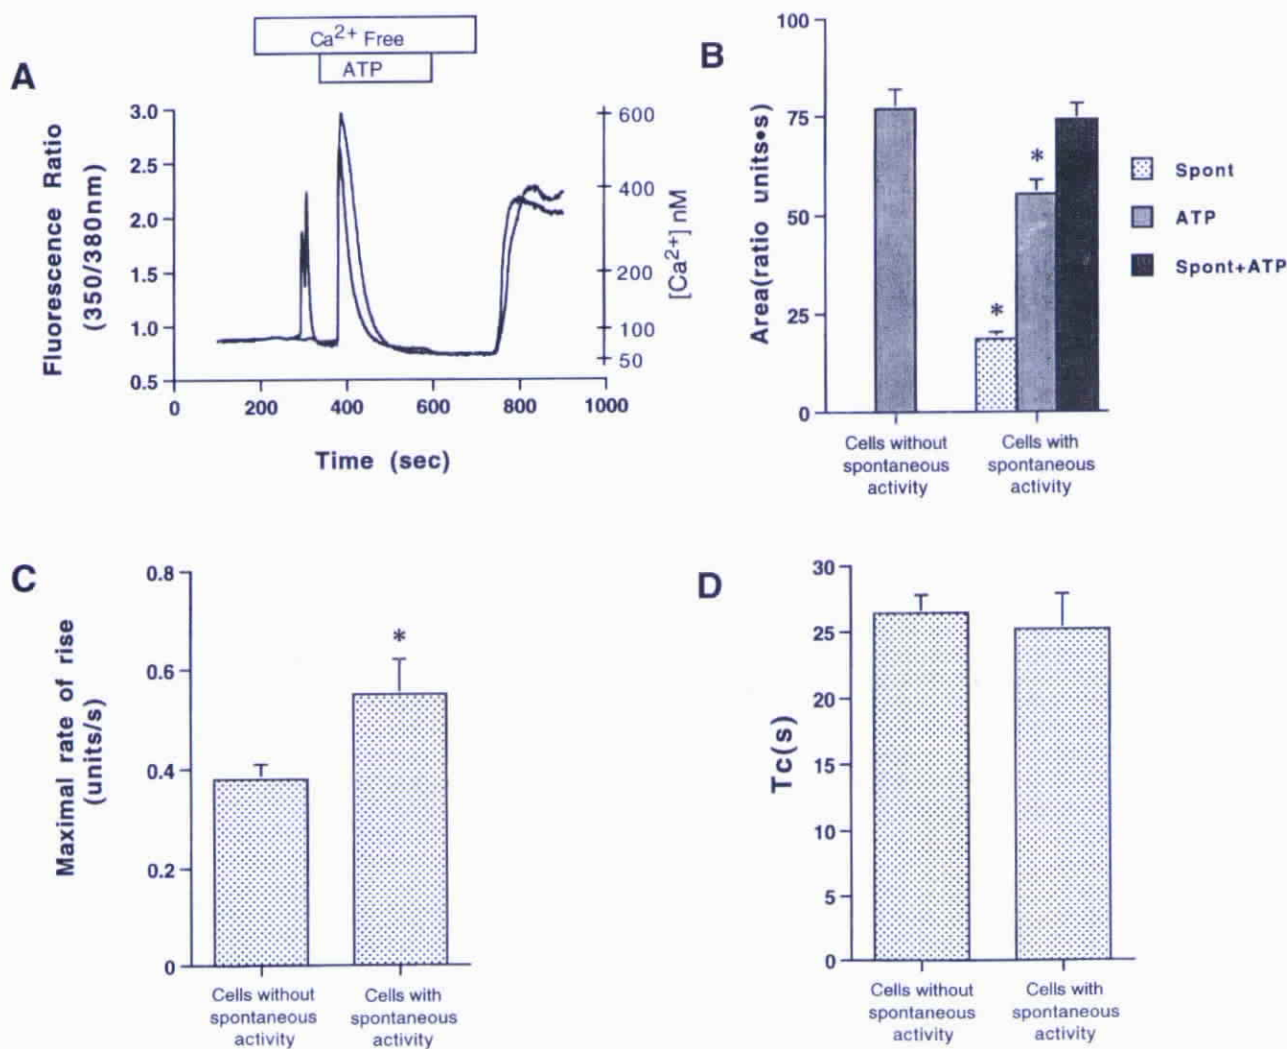 Ca2+ Free
ATP
A
Fluorescence Ratio
(350/380nm)
3.0
2.5
2.0
1.5
1.0
0.5
600
400
200
100
50
[Ca2+] nM
0
200
400
600
800
1000
Time (sec)
B
Area(ratio units•s)
100
75
50
25
0
*
*
Spont
ATP
Spont+ATP
Cells without
spontaneous
activity
Cells with
spontaneous
activity
C
Maximal rate of rise
(units/s)
0.8
0.6
0.4
0.2
0
*
Cells without
spontaneous
activity
Cells with
spontaneous
activity
D
Tc(s)
30
25
20
15
10
5
0
Cells without
spontaneous
activity
Cells with
spontaneous
activity